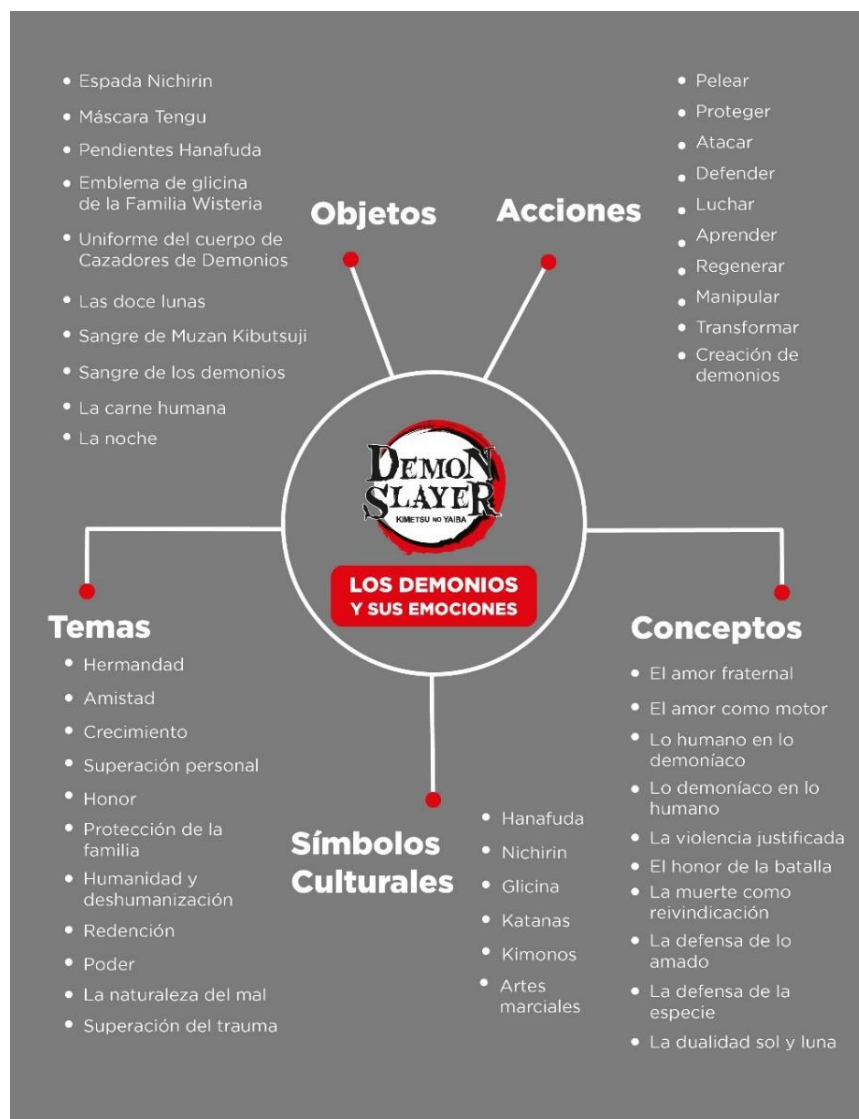 Objetos
Espada Nichirin
Máscara Tengu
Pendientes Hanafuda
Emblema de glicina
de la Familia Wisteria
Uniforme del cuerpo de
Cazadores de Demonios
Las doce lunas
Sangre de Muzan Kibutsuji
Sangre de los demonios
La carne humana
La noche
Acciones
Pelear
Proteger
Atacar
Defender
Luchar
Aprender
Regenerar
Manipular
Transformar
Creación de
demonios
DEMON
SLAYER
KIMETSU NO YAIBA
LOS DEMONIOS
Y SUS EMOCIONES
Temas
Hermandad
Amistad
Crecimiento
Superación personal
Honor
Protección de la
familia
Humanidad y
deshumanización
Redención
Poder
La naturaleza del mal
Superación del trauma
Símbolos
Culturales
Hanafuda
Nichirin
Glicina
Katanas
Kimonos
Artes
marciales
Conceptos
El amor fraternal
El amor como motor
Lo humano en lo
demoníaco
Lo demoníaco en lo
humano
La violencia justificada
El honor de la batalla
La muerte como
reivindicación
La defensa de lo
amado
La defensa de la
especie
La dualidad sol y luna